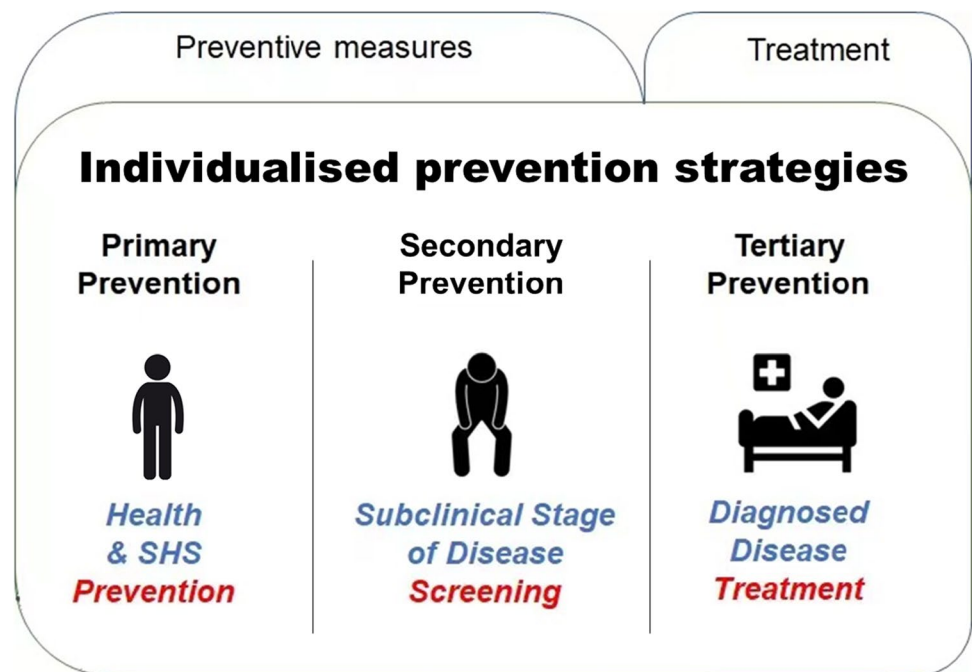 Preventive measures
Treatment
Individualised prevention strategies
Primary
Prevention
Health
& SHS
Prevention
Secondary
Prevention
Subclinical Stage
of Disease
Screening
Tertiary
Prevention
Diagnosed
Disease
Treatment